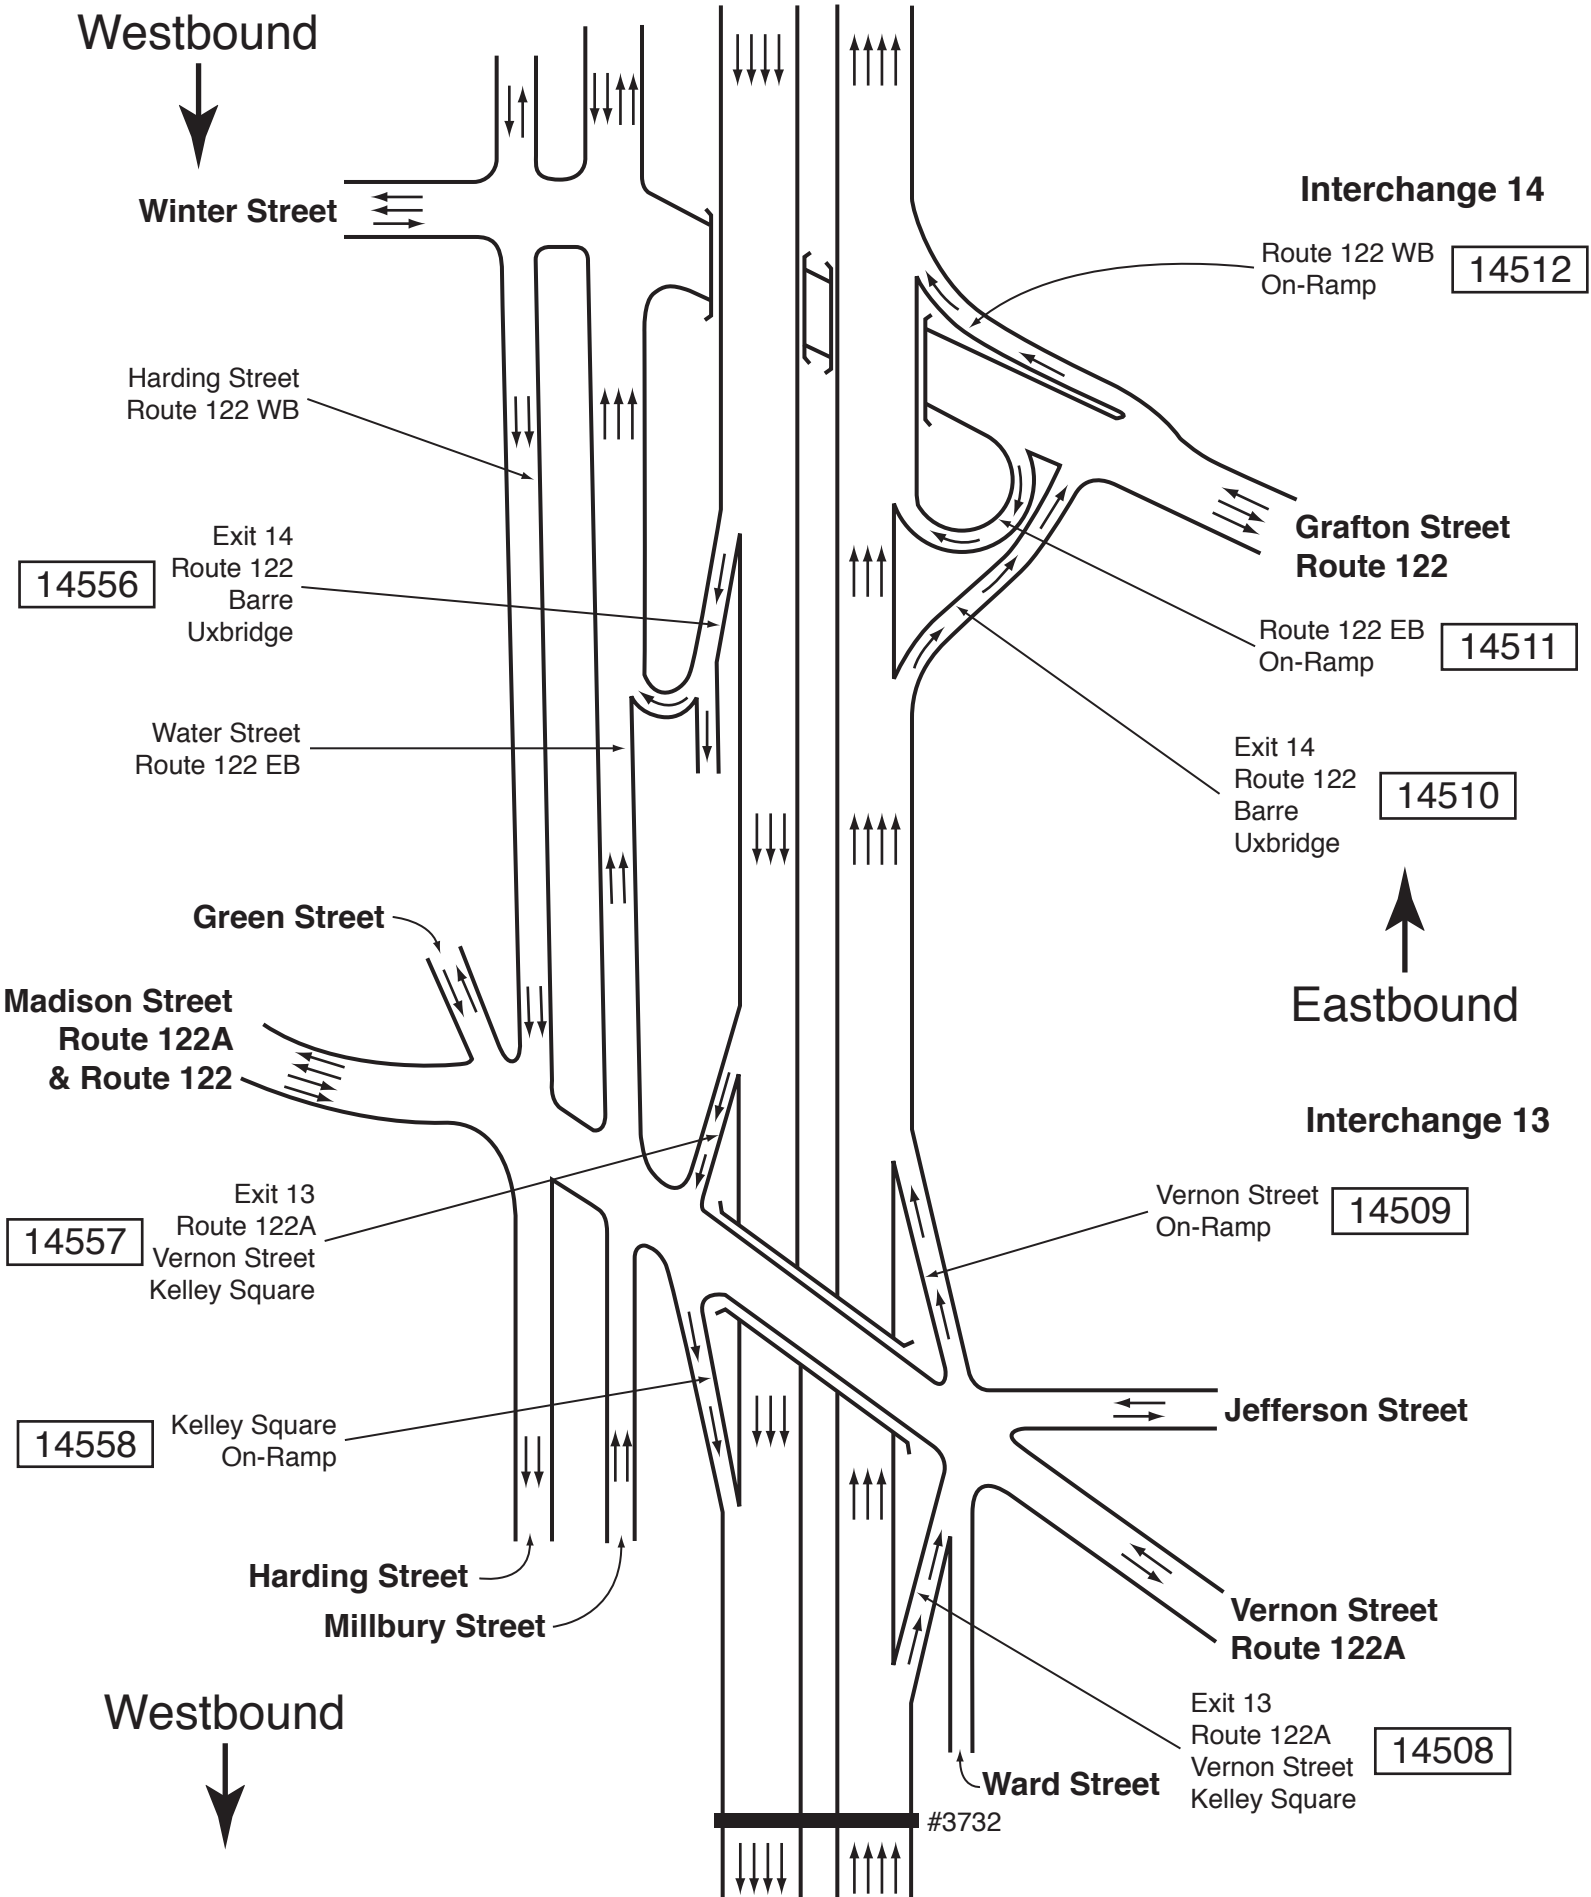 Westbound
Winter Street
Interchange 14
Route 122 WB
On-Ramp
14512
Harding Street
Route 122 WB
Grafton Street
Route 122
14556
Exit 14
Route 122
Barre
Uxbridge
Route 122 EB
On-Ramp
14511
Water Street
Route 122 EB
Exit 14
Route 122
Barre
Uxbridge
14510
Green Street
Madison Street
Route 122A
& Route 122
Eastbound
Interchange 13
14557
Exit 13
Route 122A
Vernon Street
Kelley Square
Vernon Street
On-Ramp
14509
14558
Kelley Square
On-Ramp
Jefferson Street
Harding Street
Millbury Street
Vernon Street
Route 122A
Westbound
Exit 13
Route 122A
Vernon Street
Kelley Square
14508
Ward Street
#3732